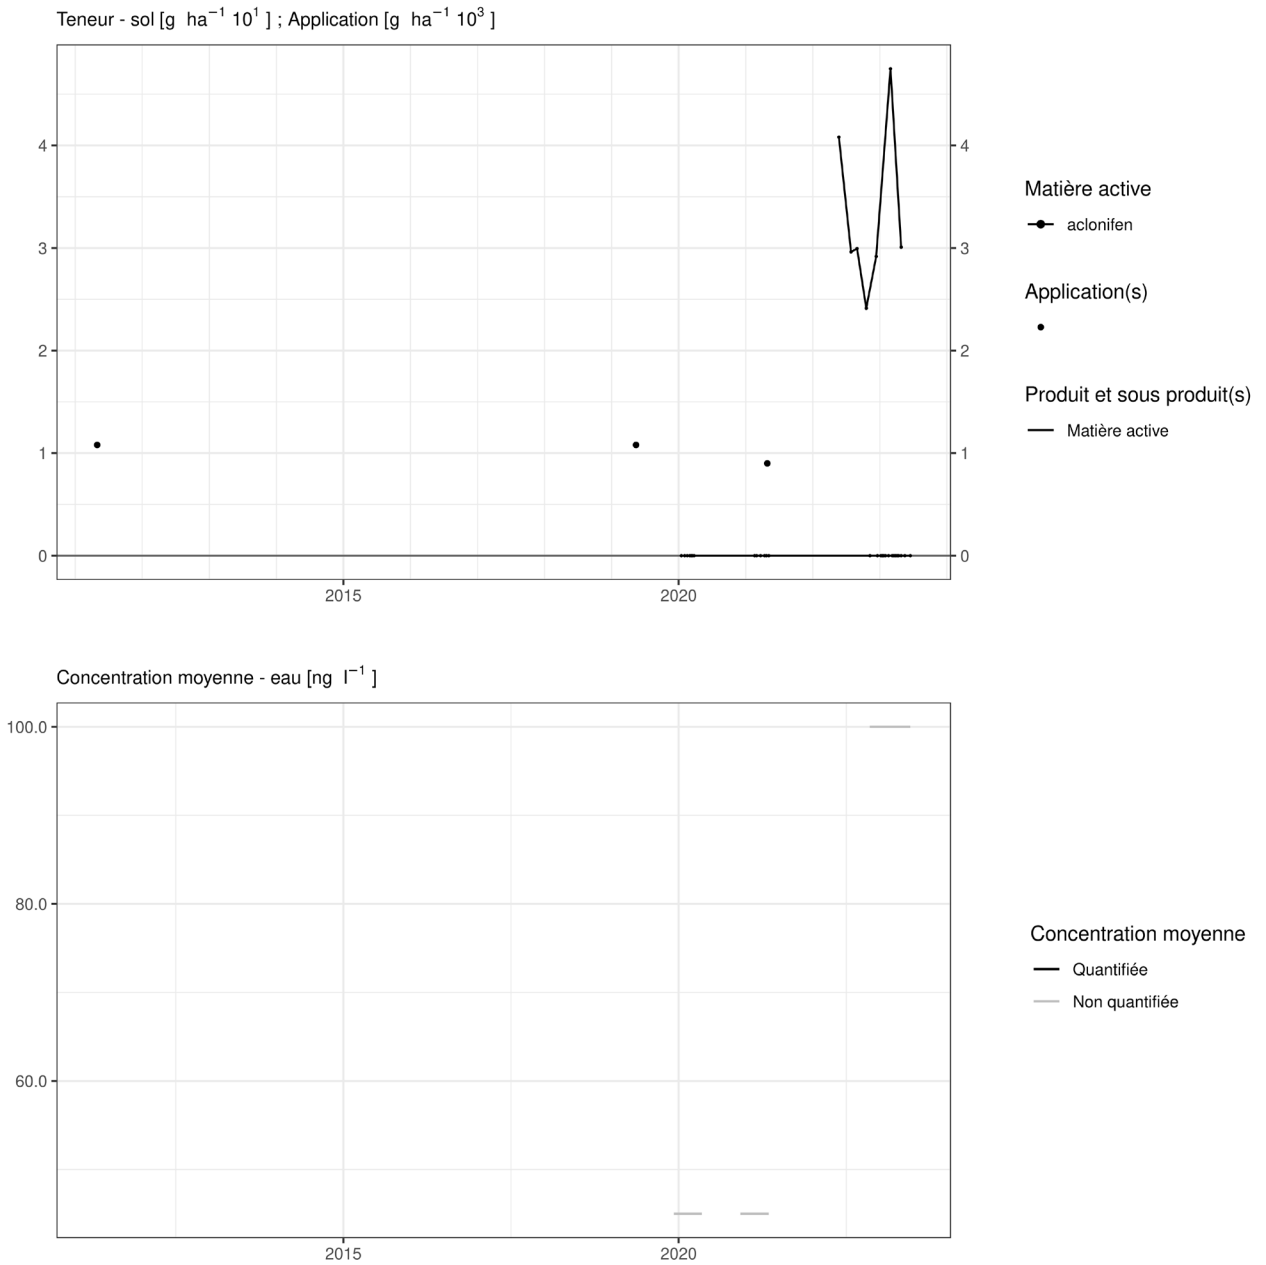 Teneur - sol [g ha⁻¹ 10¹ ] ; Application [g ha⁻¹ 10³ ]
4 4
3 3
2 2
1 1
0 0
2015 2020
Matière active
aclonifen
Application(s)
Produit et sous produit(s)
Matière active
Concentration moyenne - eau [ng l⁻¹ ]
100.0
80.0
60.0
2015 2020
Concentration moyenne
Quantifiée
Non quantifiée